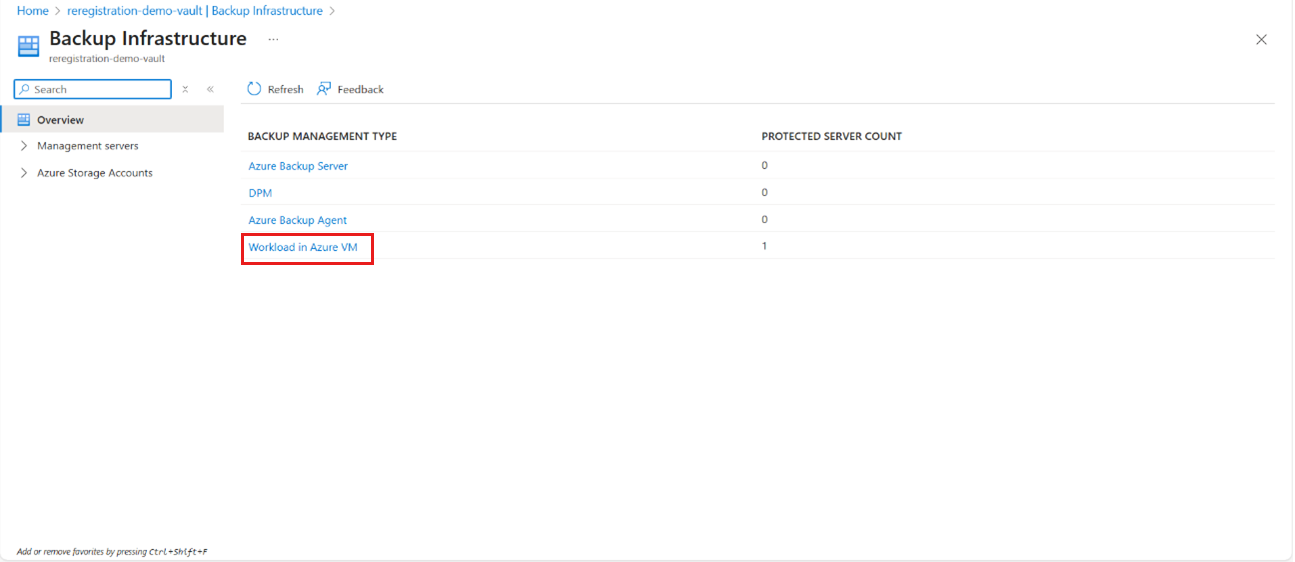 Home > reregistration-demo-vault | Backup Infrastructure >
Backup Infrastructure ...
reregistration-demo-vault
Search
Refresh Feedback
Overview
Management servers
Azure Storage Accounts
BACKUP MANAGEMENT TYPE PROTECTED SERVER COUNT
Azure Backup Server 0
DPM 0
Azure Backup Agent 0
Workload in Azure VM 1
Add or remove favorites by pressing Ctrl+Shift+F